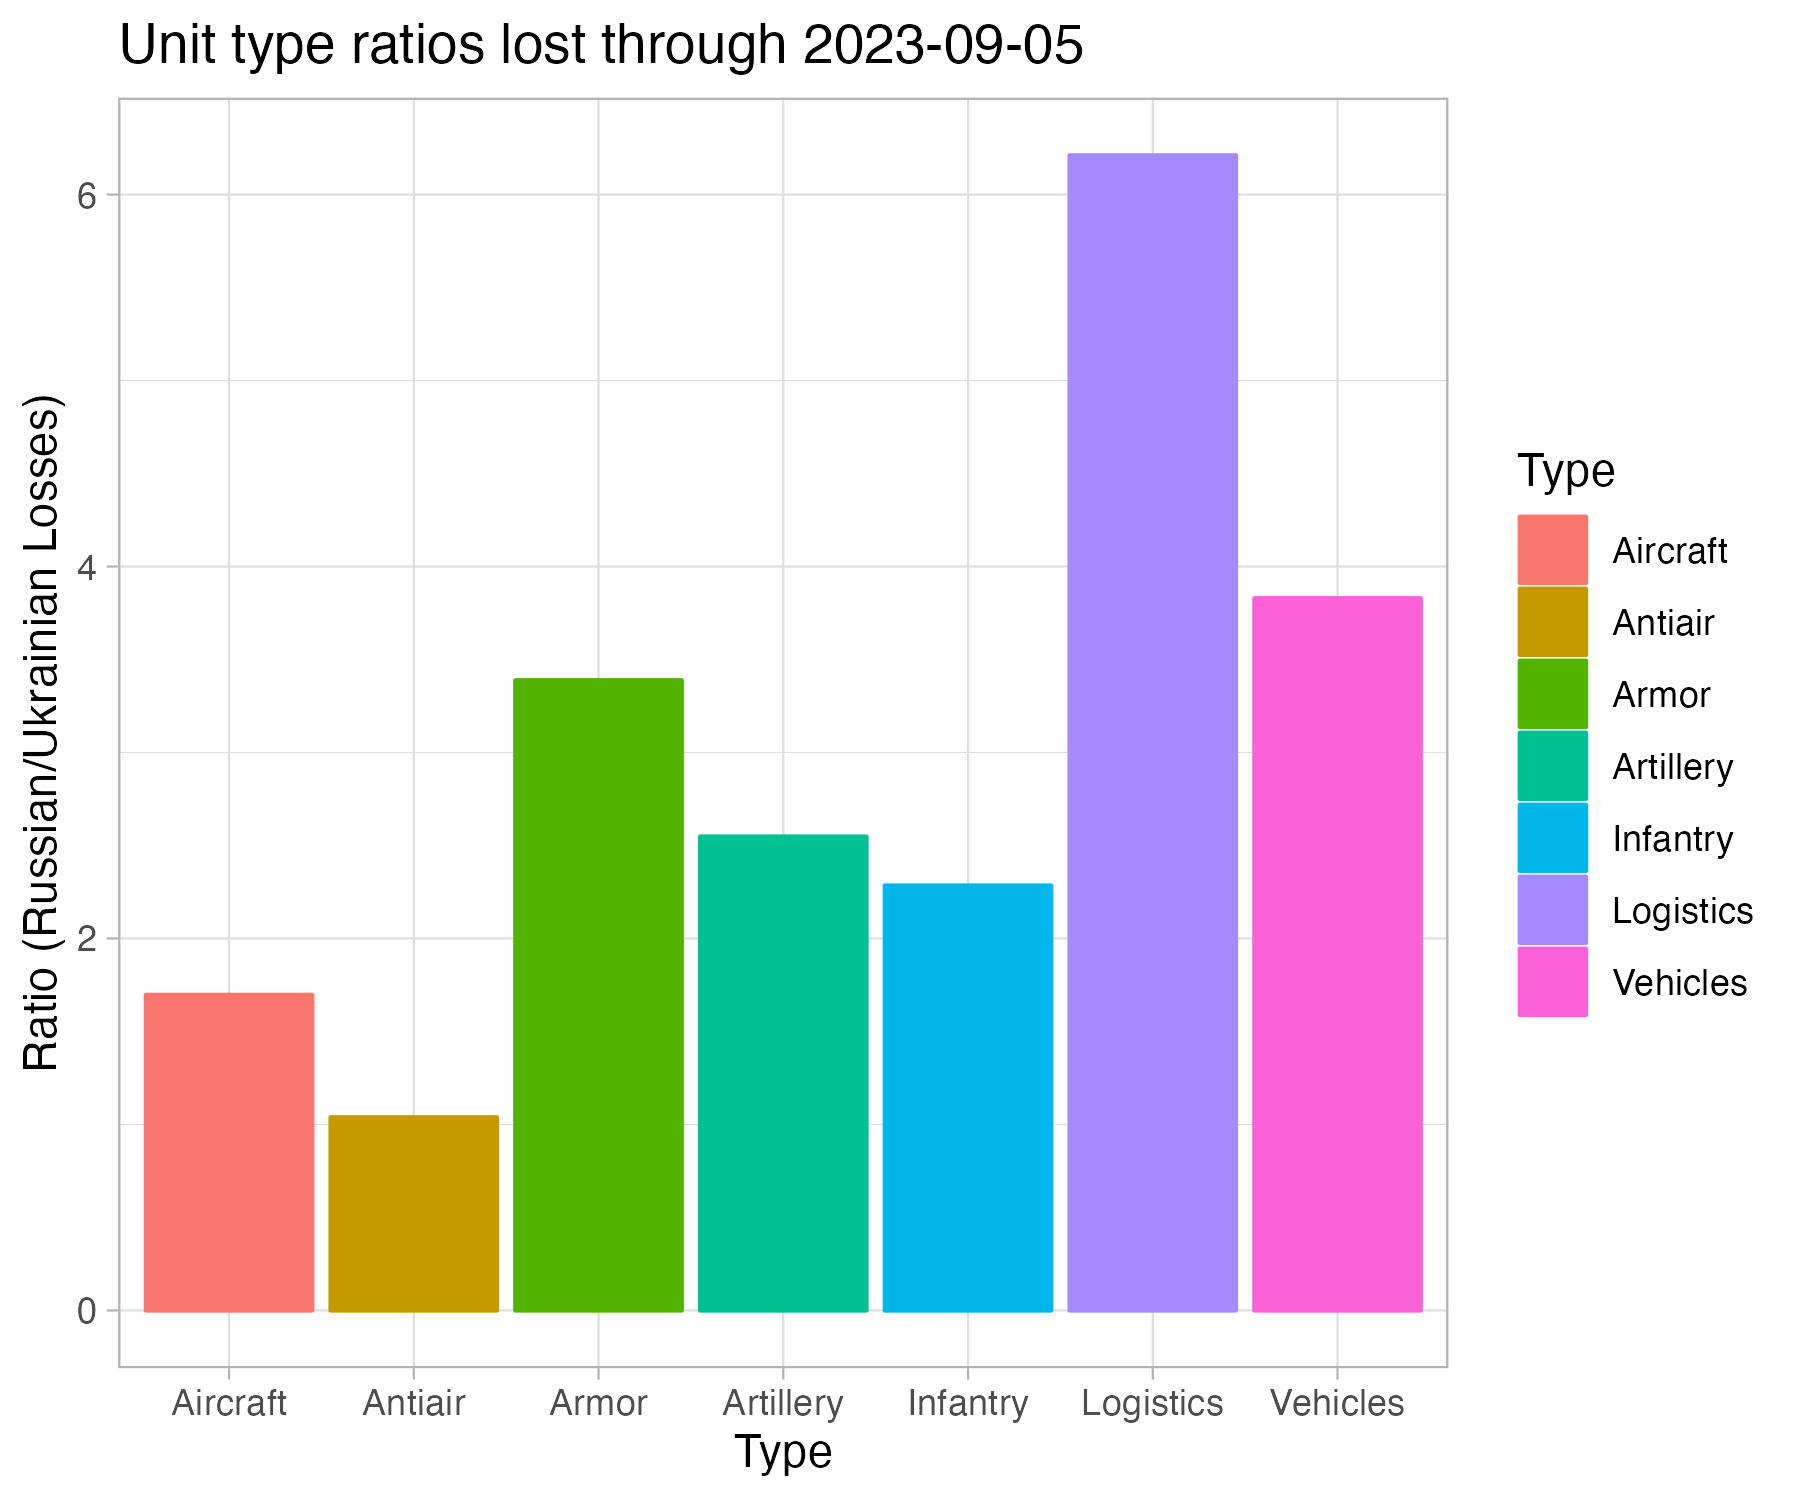 Unit type ratios lost through 2023-09-05
Ratio (Russian/Ukrainian Losses)
6
4
2
0
Aircraft Antiair Armor Artillery Infantry Logistics Vehicles
Type
Type
Aircraft
Antiair
Armor
Artillery
Infantry
Logistics
Vehicles